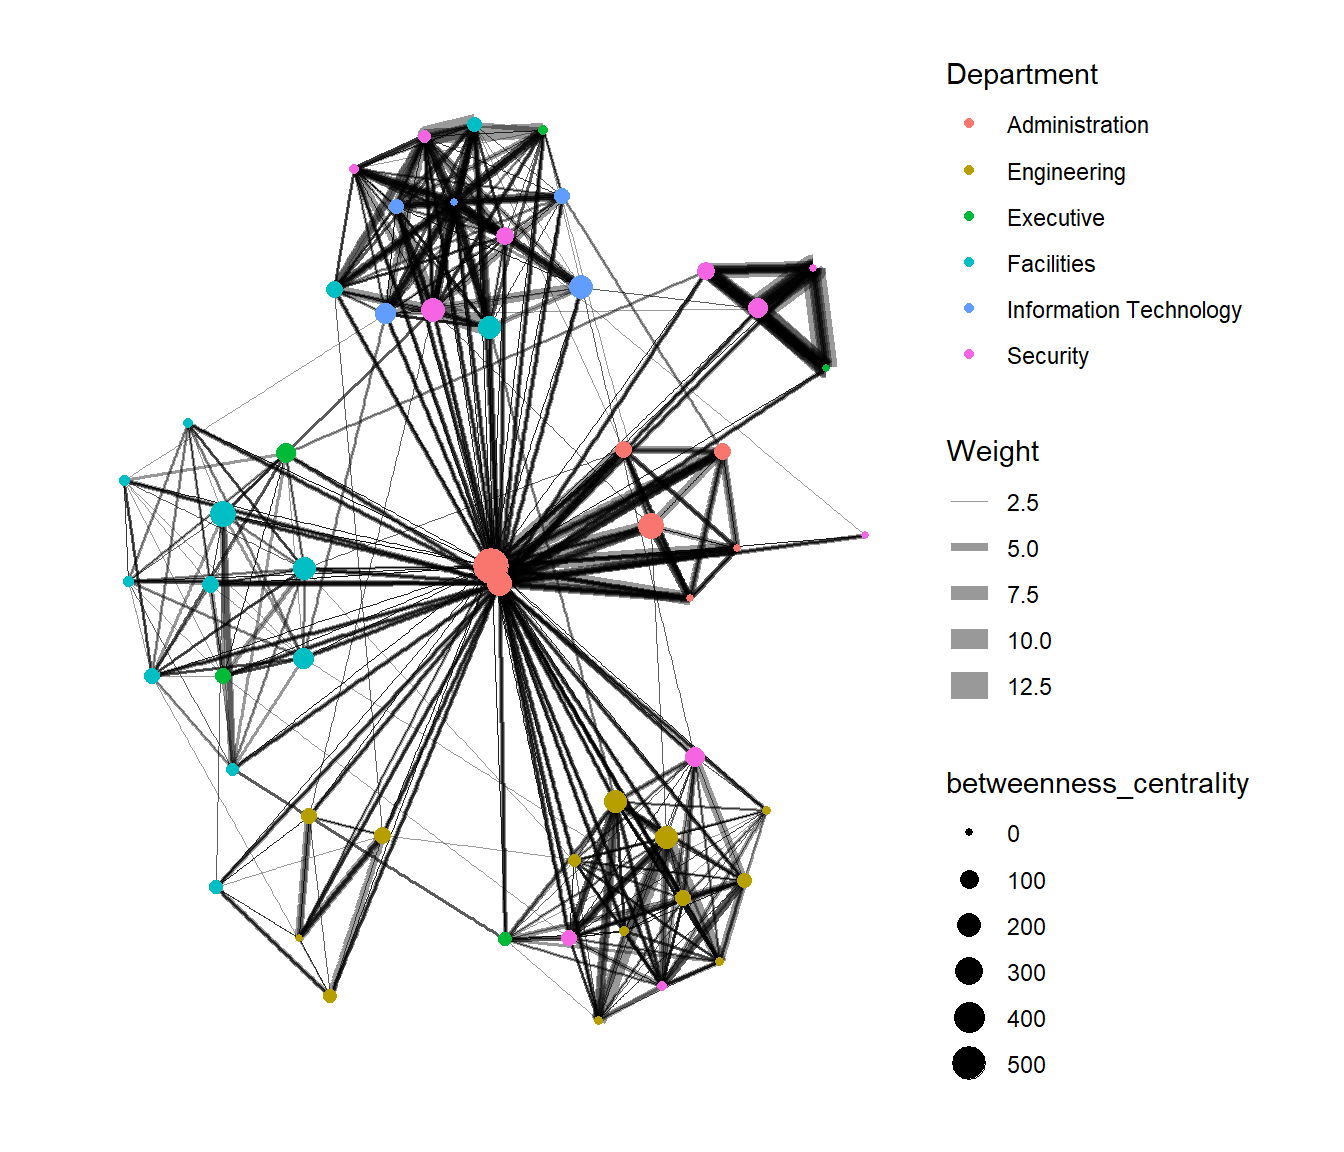 Department
Administration
Engineering
Executive
Facilities
Information Technology
Security
Weight
2.5
5.0
7.5
10.0
12.5
betweenness_centrality
0
100
200
300
400
500